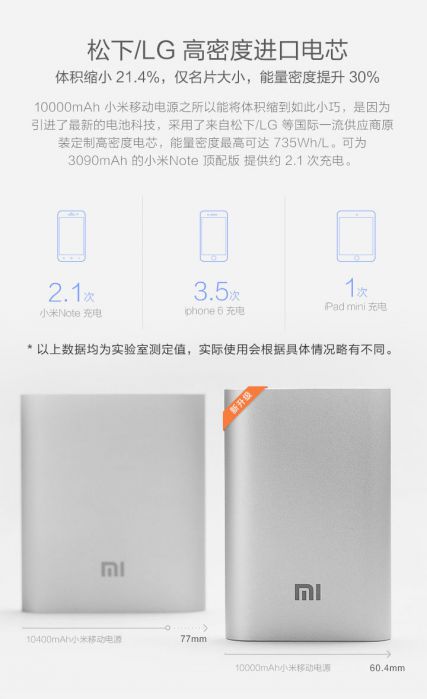 松下/LG 高密度进口电芯
体积缩小 21.4%，仅名片大小，能量密度提升 30%
10000mAh 小米移动电源之所以能将体积缩到如此小巧，是因为
引进了最新的电池科技，采用了来自松下/LG 等国际一流供应商原
装定制高密度电芯，能量密度最高可达 735Wh/L。可为
3090mAh 的小米Note 顶配版 提供约 2.1 次充电。
2.1次
小米Note 充电
3.5次
iphone 6 充电
1次
iPad mini 充电
* 以上数据均为实验室测定值，实际使用会根据具体情况略有不同。
新升级
mi
mi
10400mAh小米移动电源
77mm
10000mAh小米移动电源
60.4mm